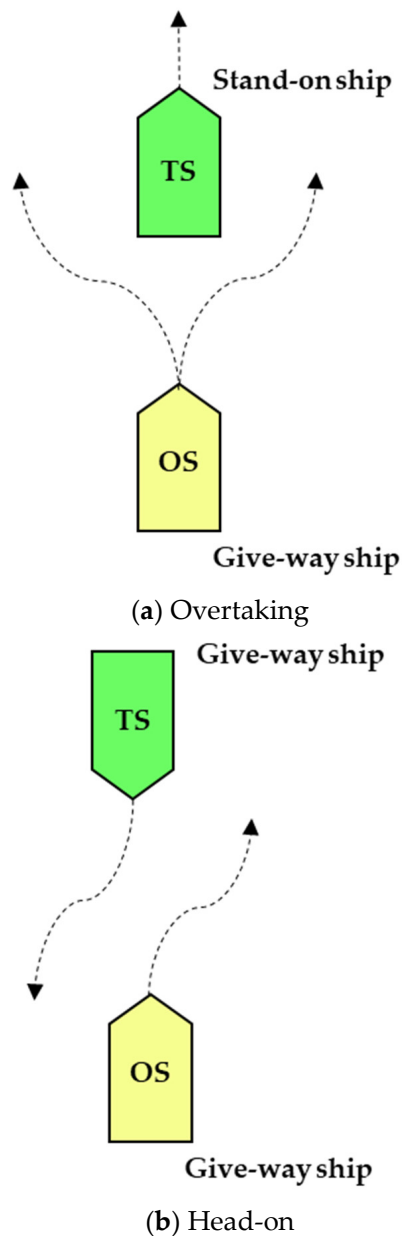 Stand-on ship
TS
OS
Give-way ship
(a) Overtaking
Give-way ship
TS
OS
Give-way ship
(b) Head-on